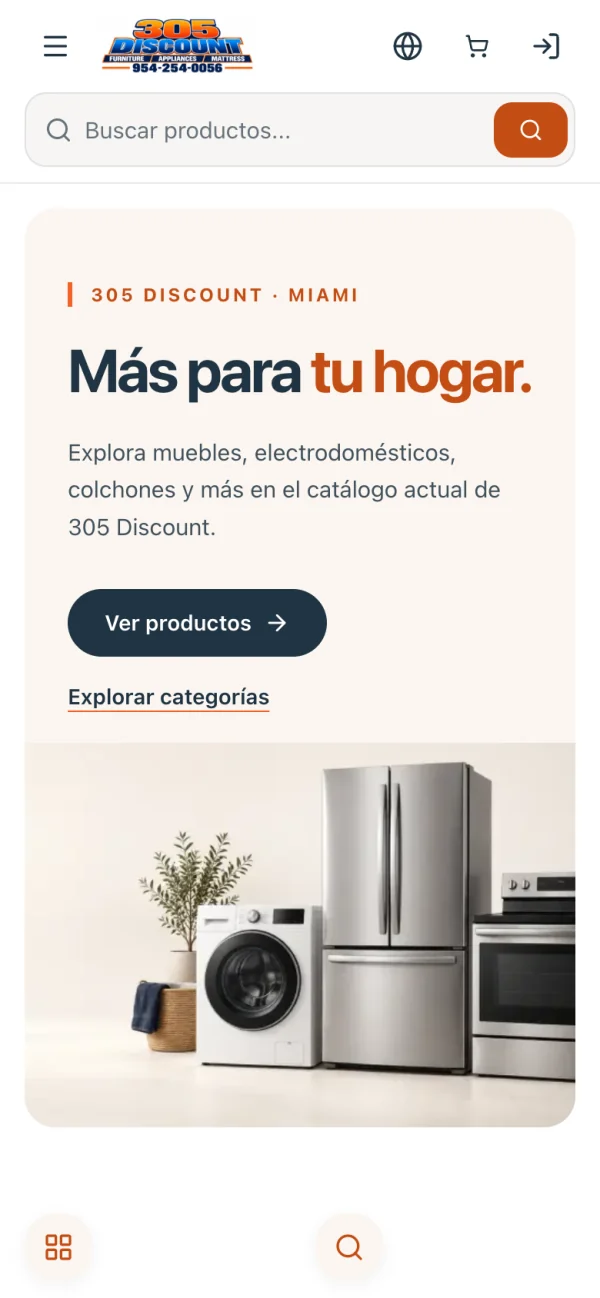 305
DISCOUNT
FURNITURE / APPLIANCES / MATTRESS
954-254-0056
Buscar productos...
305 DISCOUNT · MIAMI
Más para tu hogar.
Explora muebles, electrodomésticos,
colchones y más en el catálogo actual de
305 Discount.
Ver productos
Explorar categorías